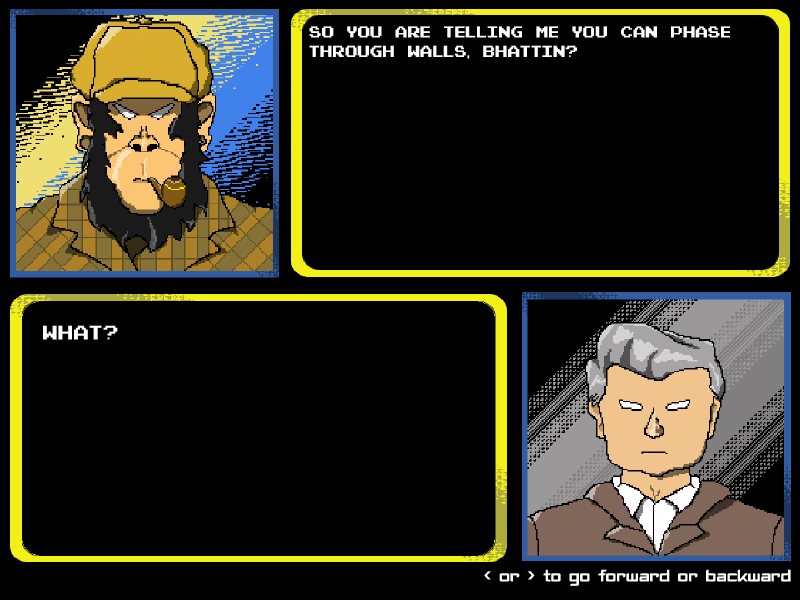 SO YOU ARE TELLING ME YOU CAN PHASE
THROUGH WALLS, BHATTIN?
WHAT?
< or > to go forward or backward